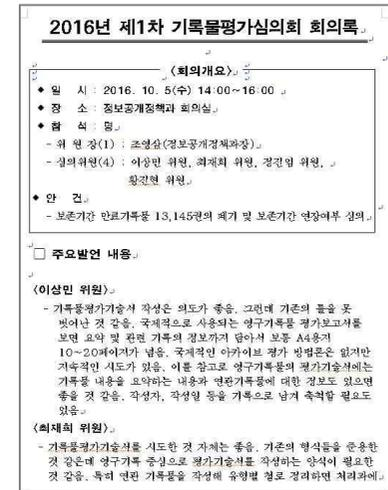 2016년 제1차 기록물평가심의회 회의록
<회의개요>
◆ 일 시 : 2016. 10. 5(수) 14:00~16:00
◆ 장 소 : 정보공개정책과 회의실
◆ 참 석 : 명
- 위 원 장(1) : 조영삼(정보공개정책과장)
- 심의위원(4) : 이상민 위원, 최재희 위원, 정진임 위원,
황진현 위원
◆ 안 건
- 보존기간 만료기록물 13,145권의 폐기 및 보존기간 연장여부 심의
□ 주요발언 내용
<이상민 위원>
- 기록물평가기술서 작성은 의도가 좋음. 그런데 기존의 틀을 못
벗어난 것 같음. 국제적으로 사용되는 영구기록물 평가보고서를
보면 요약 및 관련 기록의 정보까지 담아서 보통 A4용지
10~20페이지가 넘음. 국제적인 아카이브 평가 방법론은 없지만
지속적인 시도가 있음. 이를 참고로 영구기록물의 평가기술서에는
기록물 내용을 요약하는 내용과 연관기록물에 대한 정보도 있으면
좋을 것 같음. 작성자, 작성일 등을 기록으로 남겨 축척할 필요도
있음
<최재희 위원>
- 기록물평가기술서를 시도한 것 자체는 좋음. 기존의 형식들을 준용한
것 같은데 영구기록 중심으로 평가기술서를 작성하는 양식이 필요한
것 같음. 특히 연관 기록물을 작성해 유형별 철로 정리하면 처리과에